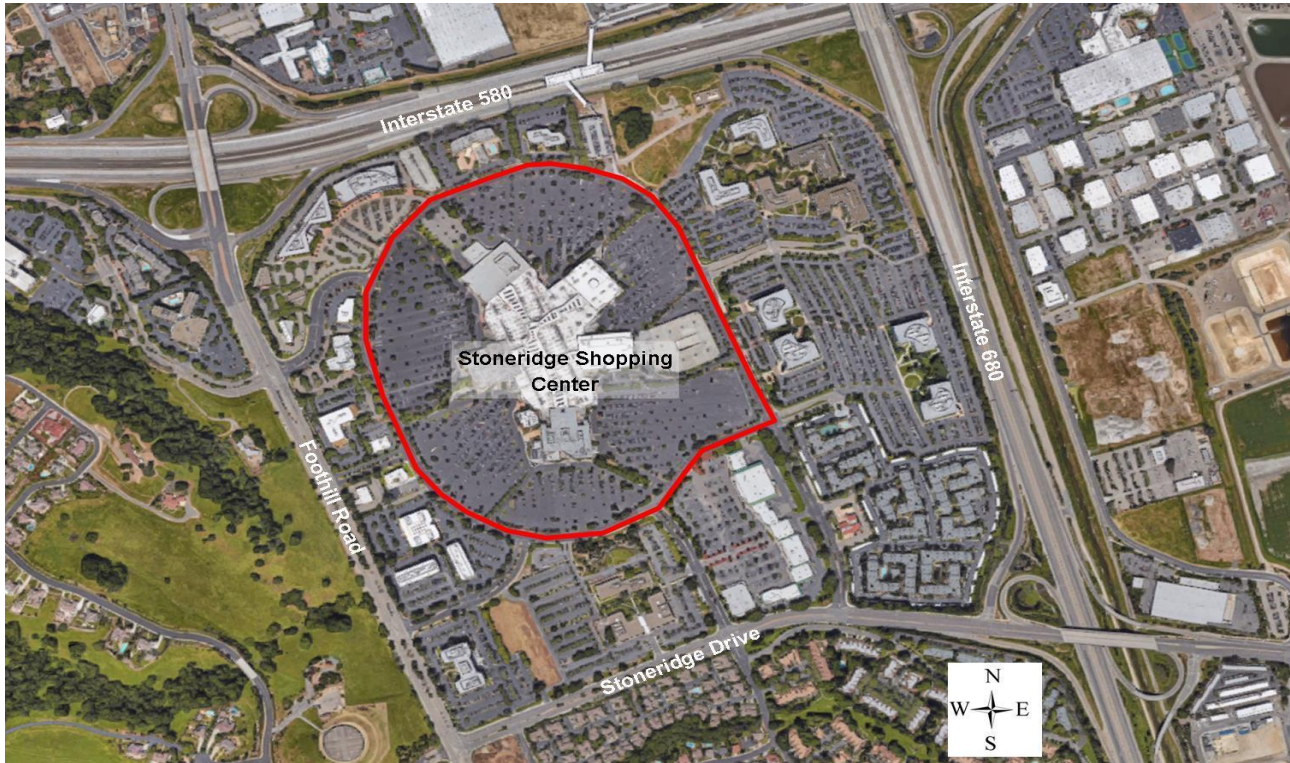 Interstate 580
Interstate 680
Stoneridge Shopping
Center
Foothill Road
Stoneridge Drive
N
W E
S